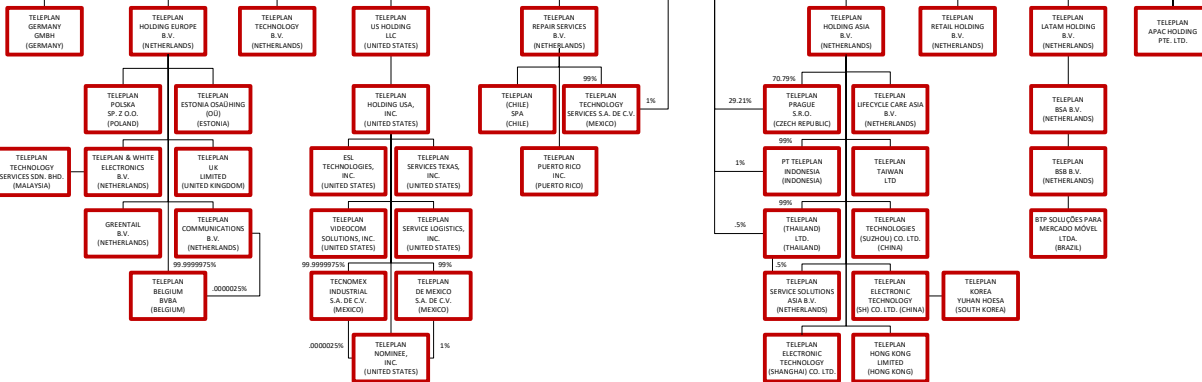 TELEPLAN
GERMANY
GMBH
(GERMANY)
TELEPLAN
HOLDING EUROPE
B.V.
(NETHERLANDS)
TELEPLAN
TECHNOLOGY
B.V.
(NETHERLANDS)
TELEPLAN
US HOLDING
LLC
(UNITED STATES)
TELEPLAN
REPAIR SERVICES
B.V.
(NETHERLANDS)
TELEPLAN
HOLDING ASIA
B.V.
(NETHERLANDS)
TELEPLAN
RETAIL HOLDING
B.V.
(NETHERLANDS)
TELEPLAN
LATAM HOLDING
B.V.
(NETHERLANDS)
TELEPLAN
APAC HOLDING
PTE. LTD.
TELEPLAN
POLSKA
SP. Z O.O.
(POLAND)
TELEPLAN
ESTONIA OSAÜHING
(OÜ)
(ESTONIA)
TELEPLAN
HOLDING USA,
INC.
(UNITED STATES)
TELEPLAN
(CHILE)
SPA
(CHILE)
99%
TELEPLAN
TECHNOLOGY
SERVICES S.A. DE C.V.
(MEXICO)
1%
70.79%
29.21%
TELEPLAN
PRAGUE
S.R.O.
(CZECH REPUBLIC)
TELEPLAN
LIFECYCLE CARE ASIA
B.V.
(NETHERLANDS)
TELEPLAN
BSA B.V.
(NETHERLANDS)
TELEPLAN
TECHNOLOGY
SERVICES SDN. BHD.
(MALAYSIA)
TELEPLAN & WHITE
ELECTRONICS
B.V.
(NETHERLANDS)
TELEPLAN
UK
LIMITED
(UNITED KINGDOM)
ESL
TECHNOLOGIES,
INC.
(UNITED STATES)
TELEPLAN
SERVICES TEXAS,
INC.
(UNITED STATES)
TELEPLAN
PUERTO RICO
INC.
(PUERTO RICO)
99%
1%
PT TELEPLAN
INDONESIA
(INDONESIA)
TELEPLAN
TAIWAN
LTD
TELEPLAN
BSB B.V.
(NETHERLANDS)
GREENTAIL
B.V.
(NETHERLANDS)
TELEPLAN
COMMUNICATIONS
B.V.
(NETHERLANDS)
TELEPLAN
VIDEOCOM
SOLUTIONS, INC.
(UNITED STATES)
TELEPLAN
SERVICE LOGISTICS,
INC.
(UNITED STATES)
99%
.5%
TELEPLAN
(THAILAND)
LTD.
(THAILAND)
TELEPLAN
TECHNOLOGIES
(SUZHOU) CO. LTD.
(CHINA)
BTP SOLUÇÕES PARA
MERCADO MÓVEL
LTDA.
(BRAZIL)
99.9999975%
TELEPLAN
BELGIUM
BVBA
(BELGIUM)
.0000025%
99.9999975%
TECNOMEX
INDUSTRIAL
S.A. DE C.V.
(MEXICO)
99%
TELEPLAN
DE MEXICO
S.A. DE C.V.
(MEXICO)
.5%
TELEPLAN
SERVICE SOLUTIONS
ASIA B.V.
(NETHERLANDS)
TELEPLAN
ELECTRONIC
TECHNOLOGY
(SH) CO. LTD. (CHINA)
TELEPLAN
KOREA
YUHAN HOESA
(SOUTH KOREA)
.0000025%
TELEPLAN
NOMINEE,
INC.
(UNITED STATES)
1%
TELEPLAN
ELECTRONIC
TECHNOLOGY
(SHANGHAI) CO. LTD.
TELEPLAN
HONG KONG
LIMITED
(HONG KONG)